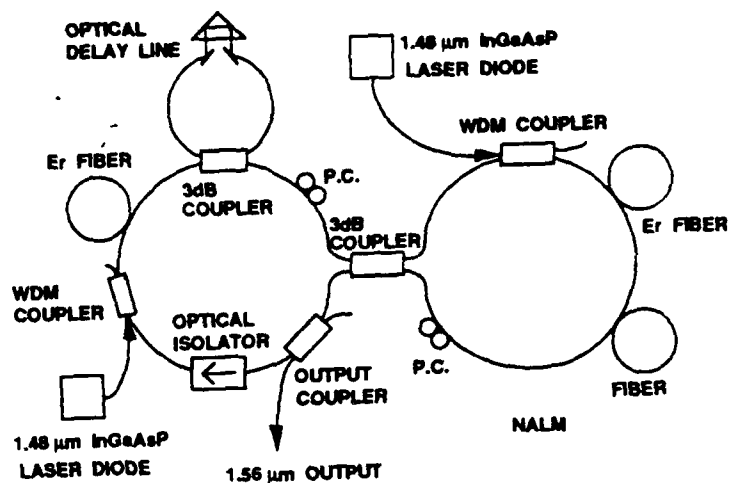 OPTICAL
DELAY LINE
1.48 µm InGaAsP
LASER DIODE
WDM COUPLER
Er FIBER
3dB
COUPLER
P.C.
3dB
COUPLER
Er FIBER
WDM
COUPLER
OPTICAL
ISOLATOR
P.C.
OUTPUT
COUPLER
FIBER
NALM
1.48 µm InGaAsP
LASER DIODE
1.56 µm OUTPUT